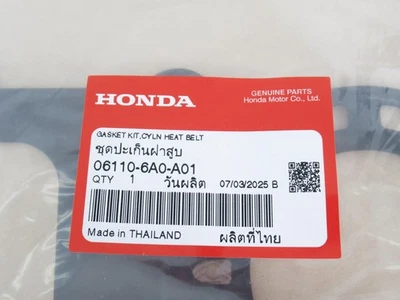 HONDA
GENUINE PARTS
Honda Motor Co., Ltd.
GASKET KIT,CYLN HEAT BELT
ชุดปะเก็นฝาสูบ
06110-6A0-A01
QTY 1 วันผลิต 07/03/2025 B
Made in THAILAND ผลิตที่ไทย